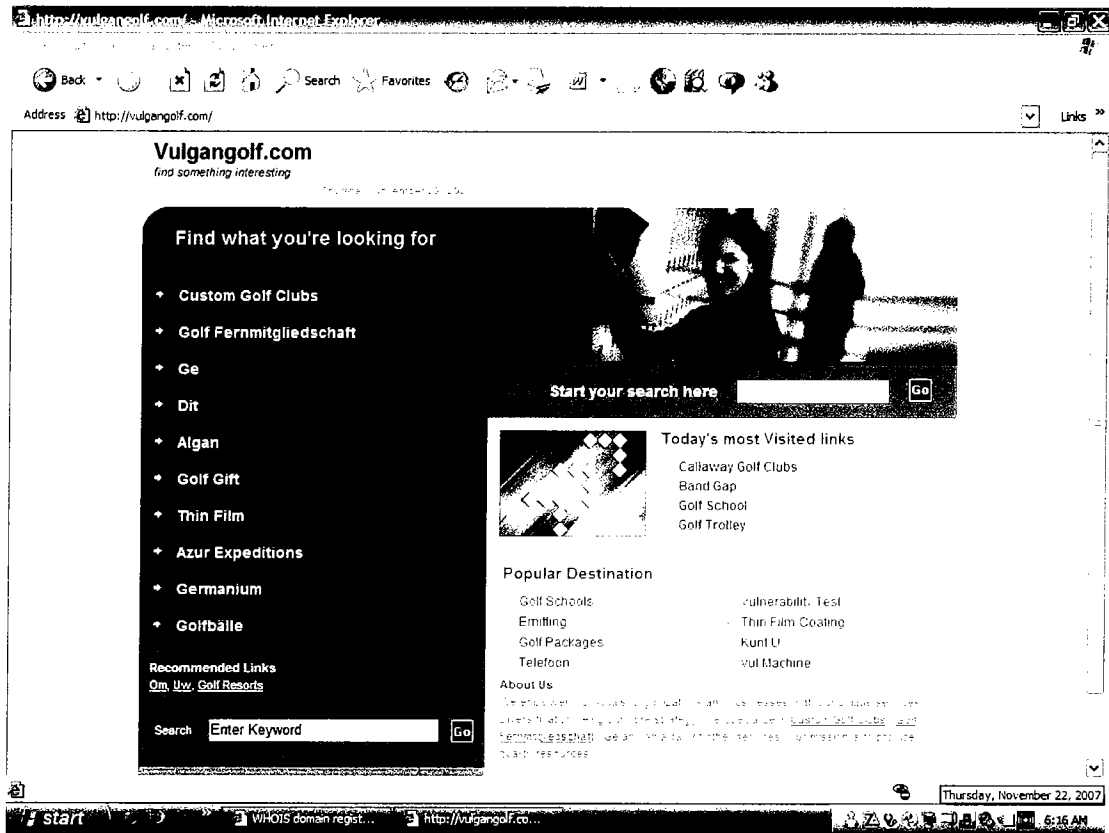 http://vulgangolf.com/ - Microsoft Internet Explorer
Back Search Favorites
Address http://vulgangolf.com/ Links »
Vulgangolf.com
find something interesting
Find what you're looking for
Custom Golf Clubs
Golf Fernmitgliedschaft
Ge
Dit
Algan
Golf Gift
Thin Film
Azur Expeditions
Germanium
Golfbälle
Recommended Links
Om, Uw, Golf Resorts
Search Enter Keyword Go
Start your search here Go
Today's most Visited links
Callaway Golf Clubs
Band Gap
Golf School
Golf Trolley
Popular Destination
Golf Schools
Emitting
Golf Packages
Telefoon
Test
Thin Film Coating
Kunt U
Vul Machine
About Us
Thursday, November 22, 2007
start WHOIS domain regist... http://vulgangolf.co... 6:16 AM